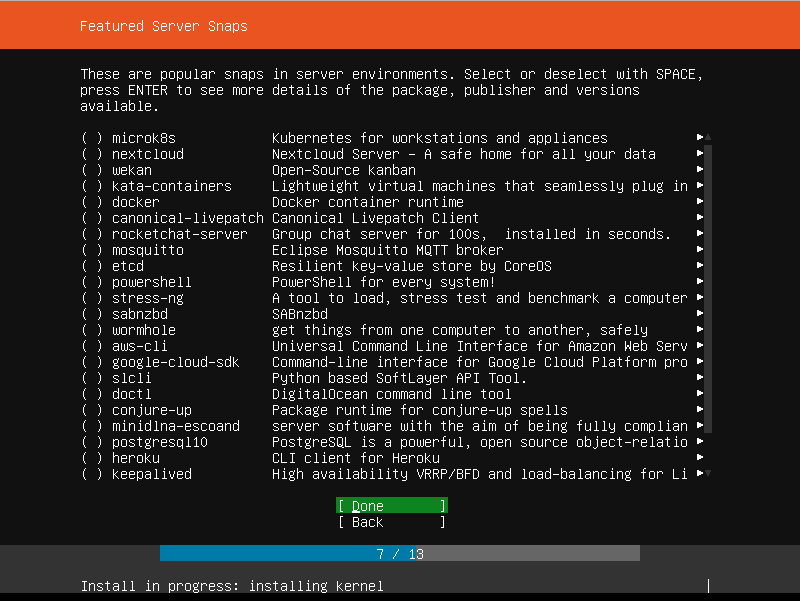 Featured Server Snaps
These are popular snaps in server environments. Select or deselect with SPACE,
press ENTER to see more details of the package, publisher and versions
available.
( ) microk8s Kubernetes for workstations and appliances ►
( ) nextcloud Nextcloud Server - A safe home for all your data ►
( ) wekan Open-Source kanban ►
( ) kata-containers Lightweight virtual machines that seamlessly plug in ►
( ) docker Docker container runtime ►
( ) canonical-livepatch Canonical Livepatch Client ►
( ) rocketchat-server Group chat server for 100s, installed in seconds. ►
( ) mosquitto Eclipse Mosquitto MQTT broker ►
( ) etcd Resilient key-value store by CoreOS ►
( ) powershell PowerShell for every system! ►
( ) stress-ng A tool to load, stress test and benchmark a computer ►
( ) sabnzbd SABnzbd ►
( ) wormhole get things from one computer to another, safely ►
( ) aws-cli Universal Command Line Interface for Amazon Web Serv ►
( ) google-cloud-sdk Command-line interface for Google Cloud Platform pro ►
( ) slcli Python based SoftLayer API Tool. ►
( ) doctl DigitalOcean command line tool ►
( ) conjure-up Package runtime for conjure-up spells ►
( ) minidlna-escoand server software with the aim of being fully complian ►
( ) postgresql10 PostgreSQL is a powerful, open source object-relatio ►
( ) heroku CLI client for Heroku ►
( ) keepalived High availability VRRP/BFD and load-balancing for Li ►
[ Done ]
[ Back ]
7 / 13
Install in progress: installing kernel |